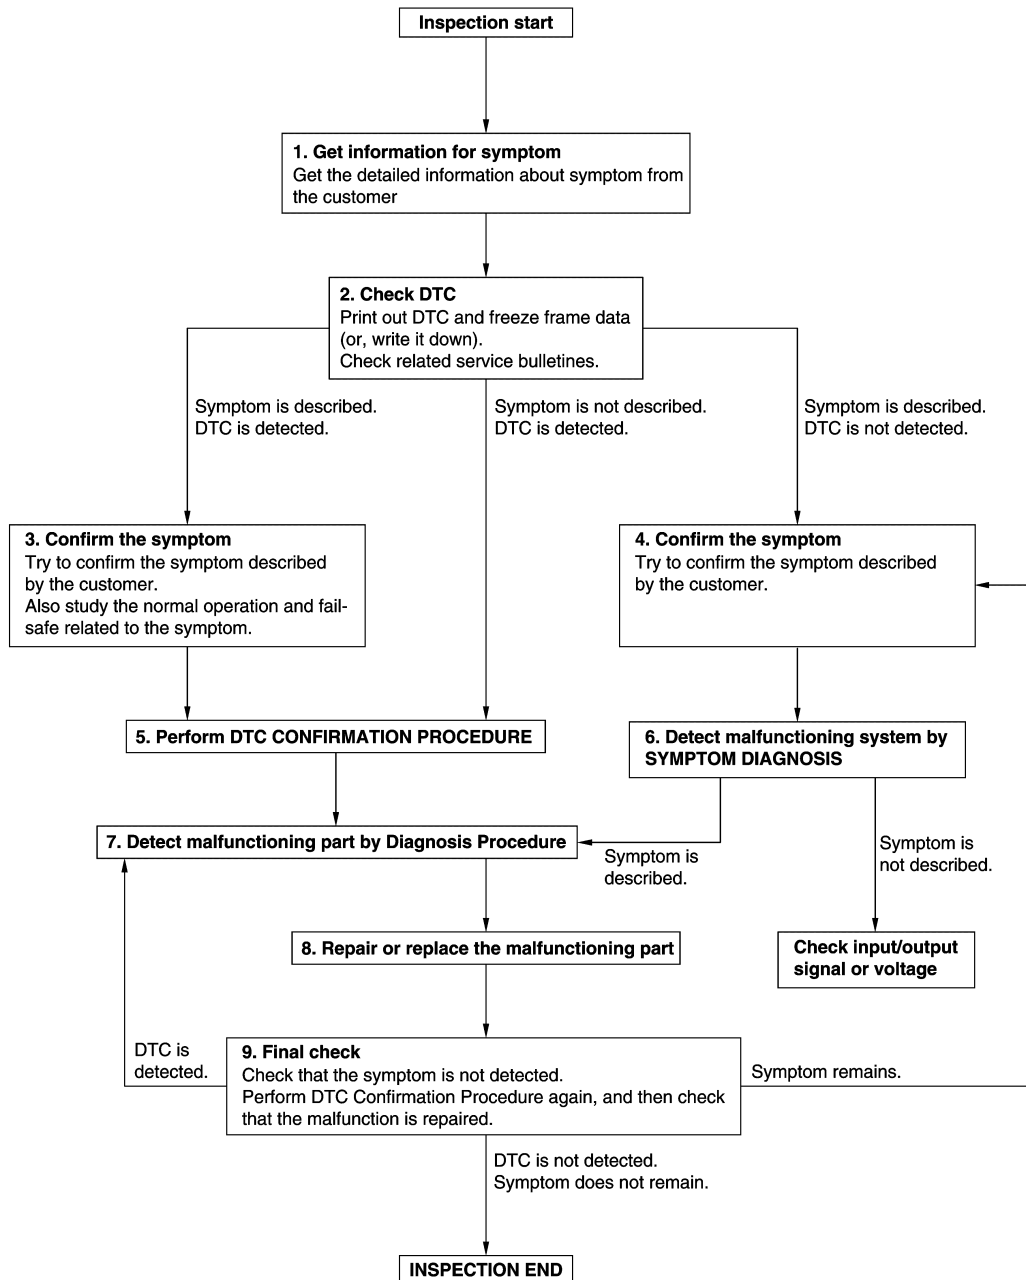 Inspection start
1. Get information for symptom
Get the detailed information about symptom from
the customer
2. Check DTC
Print out DTC and freeze frame data
(or, write it down).
Check related service bulletines.
Symptom is described.
DTC is detected.
Symptom is not described.
DTC is detected.
Symptom is described.
DTC is not detected.
3. Confirm the symptom
Try to confirm the symptom described
by the customer.
Also study the normal operation and fail-
safe related to the symptom.
4. Confirm the symptom
Try to confirm the symptom described
by the customer.
5. Perform DTC CONFIRMATION PROCEDURE
6. Detect malfunctioning system by
SYMPTOM DIAGNOSIS
7. Detect malfunctioning part by Diagnosis Procedure
Symptom is
described.
Symptom is
not described.
8. Repair or replace the malfunctioning part
Check input/output
signal or voltage
DTC is
detected.
9. Final check
Check that the symptom is not detected.
Perform DTC Confirmation Procedure again, and then check
that the malfunction is repaired.
Symptom remains.
DTC is not detected.
Symptom does not remain.
INSPECTION END